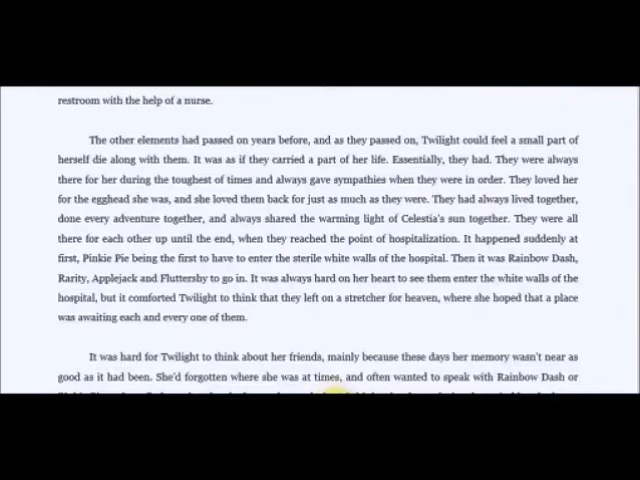 restroom with the help of a nurse.
The other elements had passed on years before, and as they passed on, Twilight could feel a small part of
herself die along with them. It was as if they carried a part of her life. Essentially, they had. They were always
there for her during the toughest of times and always gave sympathies when they were in order. They loved her
for the egghead she was, and she loved them back for just as much as they were. They had always lived together,
done every adventure together, and always shared the warming light of Celestia's sun together. They were all
there for each other up until the end, when they reached the point of hospitalization. It happened suddenly at
first, Pinkie Pie being the first to have to enter the sterile white walls of the hospital. Then it was Rainbow Dash,
Rarity, Applejack and Fluttershy to go in. It was always hard on her heart to see them enter the white walls of the
hospital, but it comforted Twilight to think that they left on a stretcher for heaven, where she hoped that a place
was awaiting each and every one of them.
It was hard for Twilight to think about her friends, mainly because these days her memory wasn't near as
good as it had been. She'd forgotten where she was at times, and often wanted to speak with Rainbow Dash or